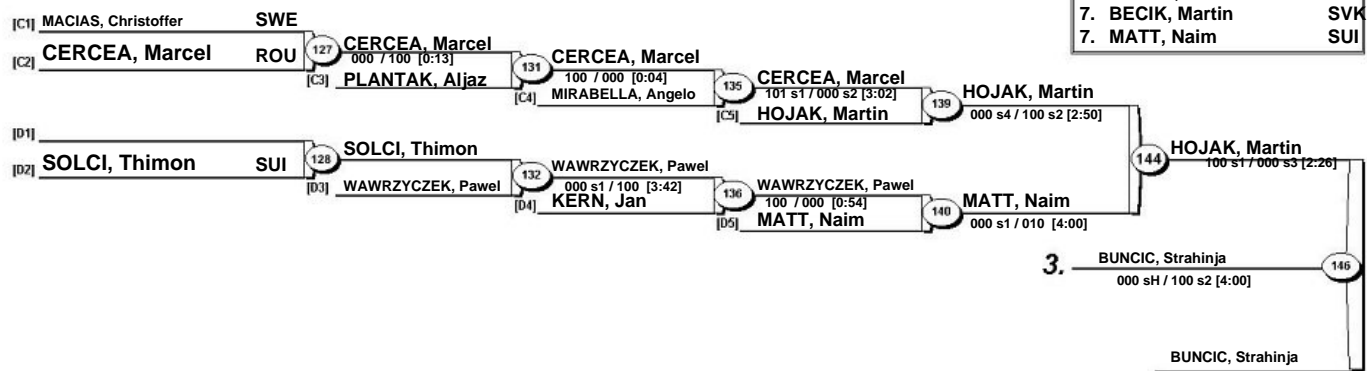 7. BECIK, Martin SVK
7. MATT, Naim SUI
[C1] MACIAS, Christoffer SWE
[C2] CERCEA, Marcel ROU
127
CERCEA, Marcel
000 / 100 [0:13]
[C3] PLANTAK, Aljaz
131
CERCEA, Marcel
100 / 000 [0:04]
[C4] MIRABELLA, Angelo
135
CERCEA, Marcel
101 s1 / 000 s2 [3:02]
[C5] HOJAK, Martin
139
HOJAK, Martin
000 s4 / 100 s2 [2:50]
[D1]
[D2] SOLCI, Thimon SUI
128
SOLCI, Thimon
[D3] WAWRZYCZEK, Pawel
132
WAWRZYCZEK, Pawel
000 s1 / 100 [3:42]
[D4] KERN, Jan
136
WAWRZYCZEK, Pawel
100 / 000 [0:54]
[D5] MATT, Naim
140
MATT, Naim
000 s1 / 010 [4:00]
144
HOJAK, Martin
100 s1 / 000 s3 [2:26]
3. BUNCIC, Strahinja
000 sH / 100 s2 [4:00]
146
BUNCIC, Strahinja